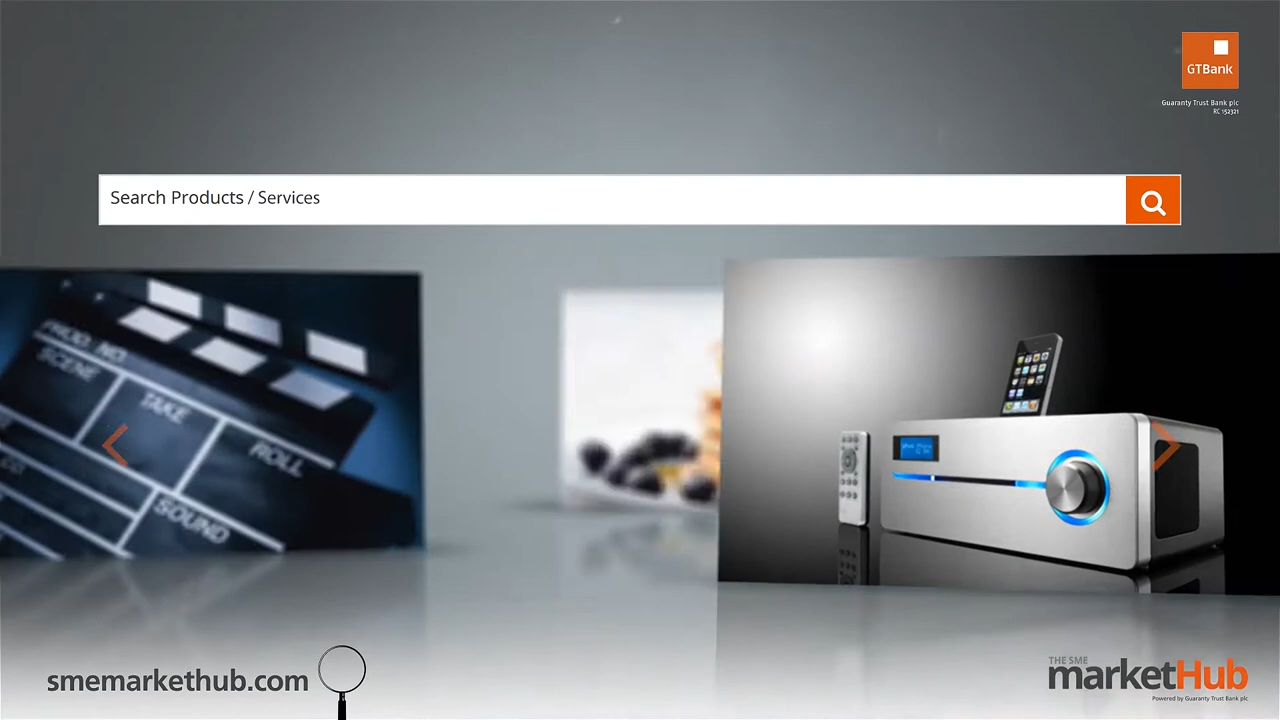 GTBank
Guaranty Trust Bank plc
RC 152321
Search Products / Services
PROD. NO.
SCENE
TAKE
ROLL
SOUND
smemarkethub.com
THE SME
marketHub
Powered by Guaranty Trust Bank plc